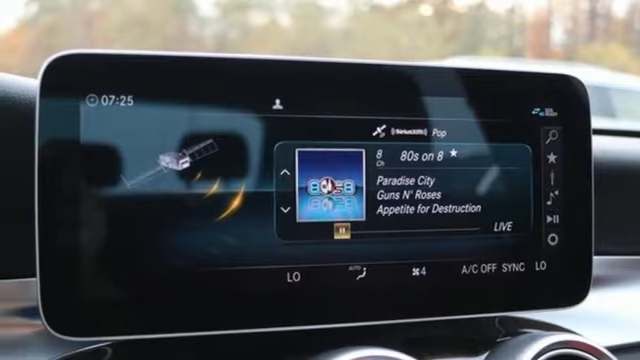 07:25
SiriusXM Pop
8 80s on 8 ★
Ch
Paradise City
Guns N' Roses
Appetite for Destruction
LIVE
LO AUTO 4 A/C OFF SYNC LO